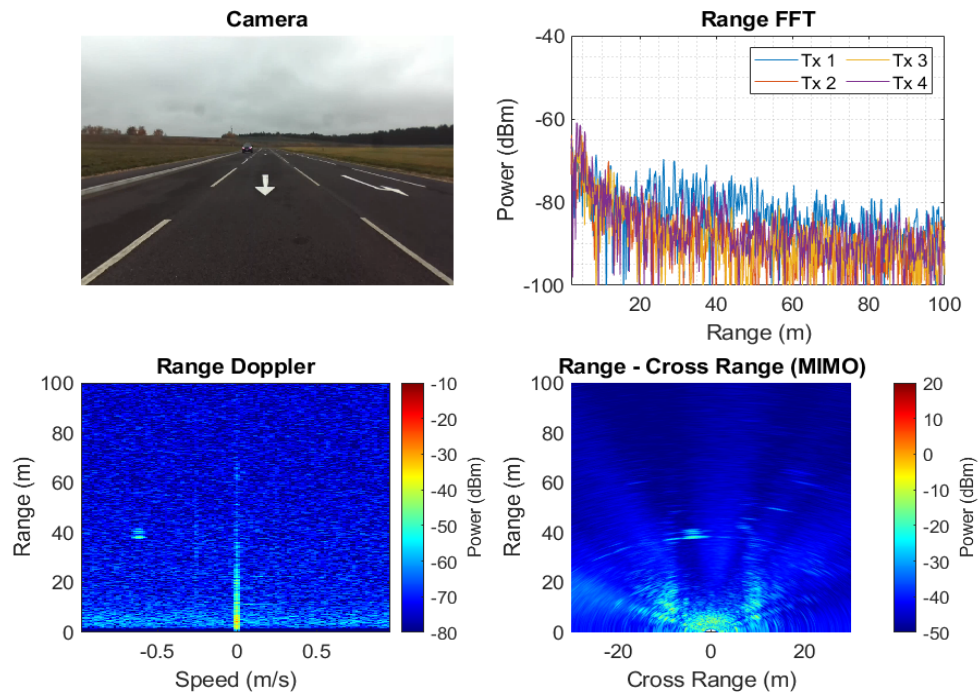 Camera
Range FFT
-40
-60
-80
-100
Power (dBm)
Tx 1
Tx 3
Tx 2
Tx 4
20
40
60
80
100
Range (m)
Range Doppler
100
80
60
40
20
0
Range (m)
-0.5
0
0.5
Speed (m/s)
-10
-20
-30
-40
-50
-60
-70
-80
Power (dBm)
Range - Cross Range (MIMO)
100
80
60
40
20
0
Range (m)
-20
0
20
Cross Range (m)
20
10
0
-10
-20
-30
-40
-50
Power (dBm)